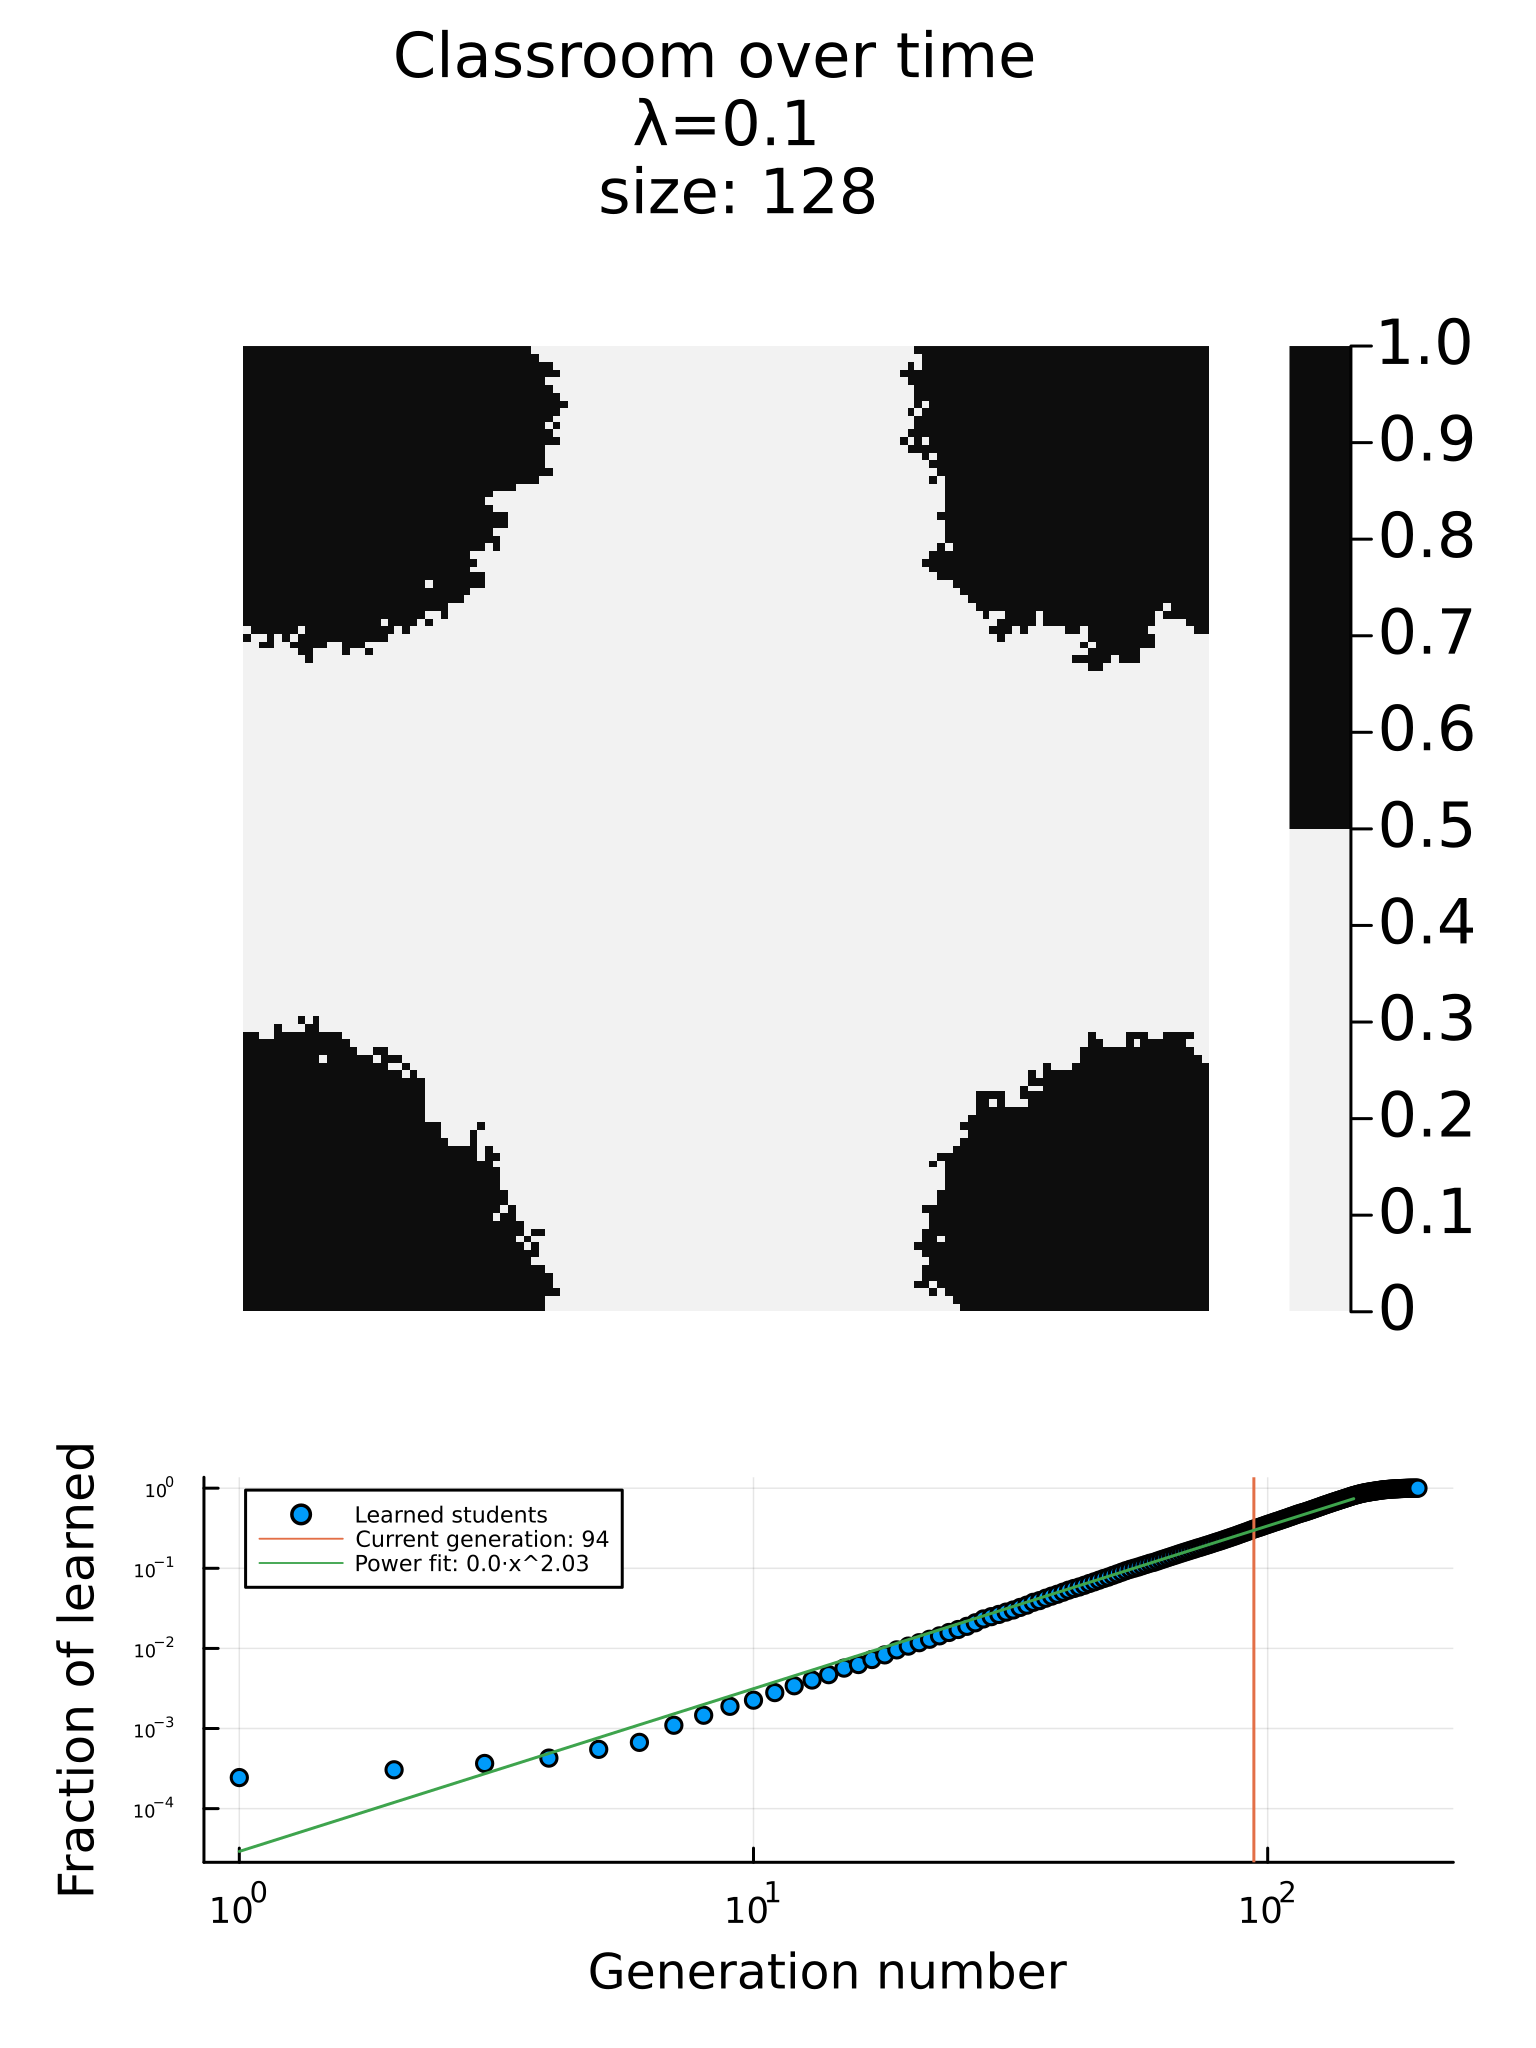 Classroom over time
λ=0.1
size: 128
1.0
0.9
0.8
0.7
0.6
0.5
0.4
0.3
0.2
0.1
0
Fraction of learned
10^0
10^-1
10^-2
10^-3
10^-4
Learned students
Current generation: 94
Power fit: 0.0·x^2.03
10^0
10^1
10^2
Generation number